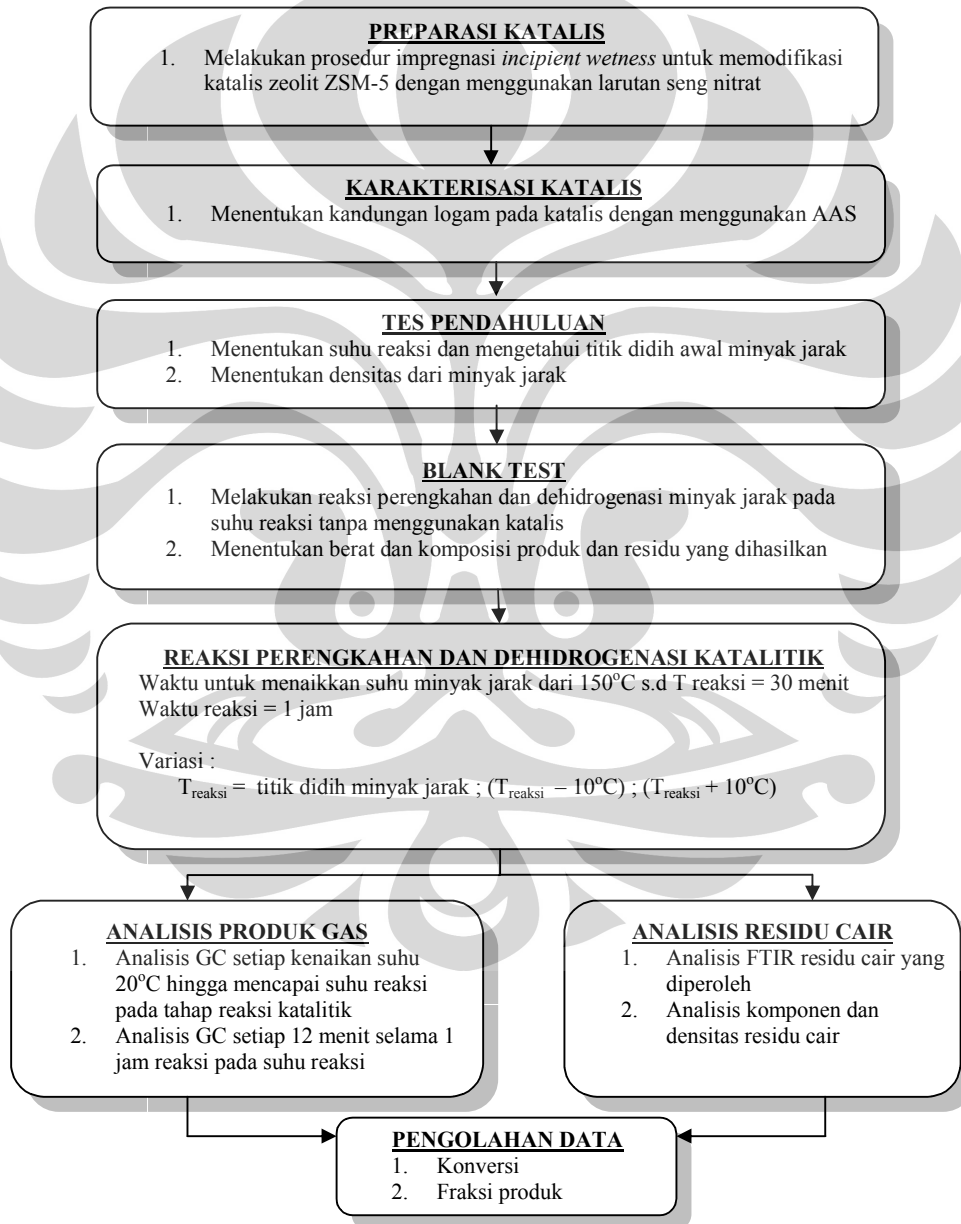 PREPARASI KATALIS
1. Melakukan prosedur impregnasi incipient wetness untuk memodifikasi
katalis zeolit ZSM-5 dengan menggunakan larutan seng nitrat
KARAKTERISASI KATALIS
1. Menentukan kandungan logam pada katalis dengan menggunakan AAS
TES PENDAHULUAN
1. Menentukan suhu reaksi dan mengetahui titik didih awal minyak jarak
2. Menentukan densitas dari minyak jarak
BLANK TEST
1. Melakukan reaksi perengkahan dan dehidrogenasi minyak jarak pada
suhu reaksi tanpa menggunakan katalis
2. Menentukan berat dan komposisi produk dan residu yang dihasilkan
REAKSI PERENGKAHAN DAN DEHIDROGENASI KATALITIK
Waktu untuk menaikkan suhu minyak jarak dari 150°C s.d T reaksi = 30 menit
Waktu reaksi = 1 jam
Variasi :
Treaksi = titik didih minyak jarak ; (Treaksi – 10°C) ; (Treaksi + 10°C)
ANALISIS PRODUK GAS
1. Analisis GC setiap kenaikan suhu
20°C hingga mencapai suhu reaksi
pada tahap reaksi katalitik
2. Analisis GC setiap 12 menit selama 1
jam reaksi pada suhu reaksi
ANALISIS RESIDU CAIR
1. Analisis FTIR residu cair yang
diperoleh
2. Analisis komponen dan
densitas residu cair
PENGOLAHAN DATA
1. Konversi
2. Fraksi produk